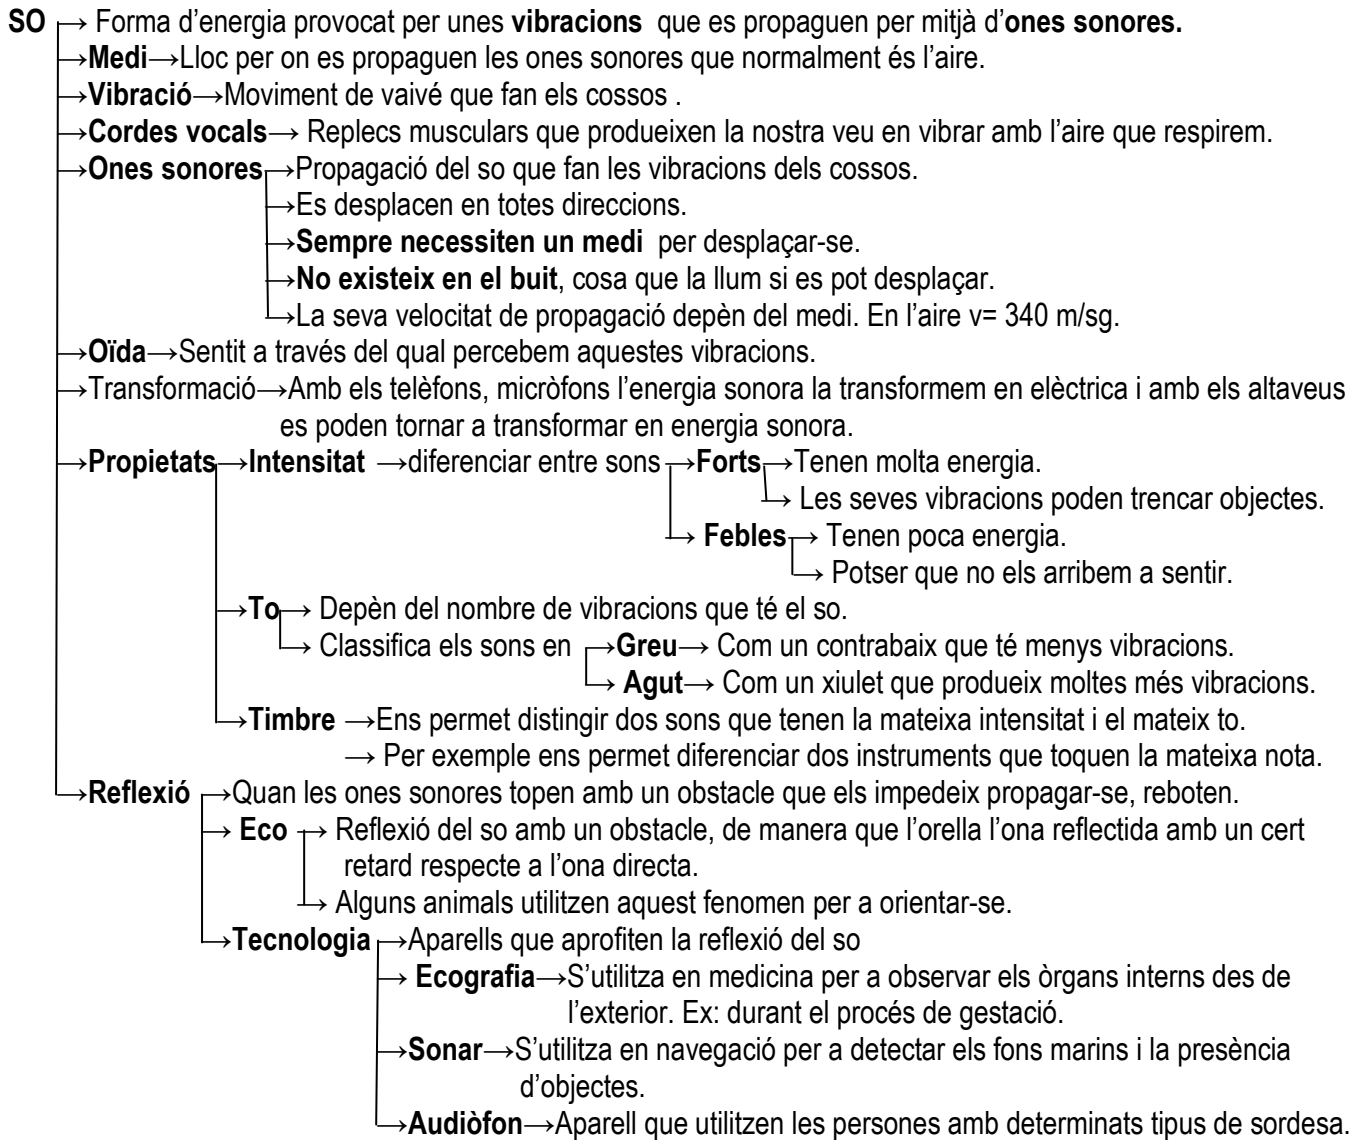 SO → Forma d’energia provocat per unes vibracions que es propaguen per mitjà d’ones sonores.
→Medi→Lloc per on es propaguen les ones sonores que normalment és l’aire.
→Vibració→Moviment de vaivé que fan els cossos .
→Cordes vocals→ Replecs musculars que produeixen la nostra veu en vibrar amb l’aire que respirem.
→Ones sonores→Propagació del so que fan les vibracions dels cossos.
→Es desplacen en totes direccions.
→Sempre necessiten un medi per desplaçar-se.
→No existeix en el buit, cosa que la llum si es pot desplaçar.
→La seva velocitat de propagació depèn del medi. En l’aire v= 340 m/sg.
→Oïda→Sentit a través del qual percebem aquestes vibracions.
→Transformació→Amb els telèfons, micròfons l’energia sonora la transformem en elèctrica i amb els altaveus
es poden tornar a transformar en energia sonora.
→Propietats→Intensitat →diferenciar entre sons→Forts→Tenen molta energia.
→ Les seves vibracions poden trencar objectes.
→ Febles→ Tenen poca energia.
→ Potser que no els arribem a sentir.
→To→ Depèn del nombre de vibracions que té el so.
→ Classifica els sons en →Greu→ Com un contrabaix que té menys vibracions.
→ Agut→ Com un xiulet que produeix moltes més vibracions.
→Timbre →Ens permet distingir dos sons que tenen la mateixa intensitat i el mateix to.
→ Per exemple ens permet diferenciar dos instruments que toquen la mateixa nota.
→Reflexió →Quan les ones sonores topen amb un obstacle que els impedeix propagar-se, reboten.
→ Eco → Reflexió del so amb un obstacle, de manera que l’orella l’ona reflectida amb un cert
retard respecte a l’ona directa.
→ Alguns animals utilitzen aquest fenomen per a orientar-se.
→Tecnologia →Aparells que aprofiten la reflexió del so
→ Ecografia→S’utilitza en medicina per a observar els òrgans interns des de
l’exterior. Ex: durant el procés de gestació.
→Sonar→S’utilitza en navegació per a detectar els fons marins i la presència
d’objectes.
→Audiòfon→Aparell que utilitzen les persones amb determinats tipus de sordesa.